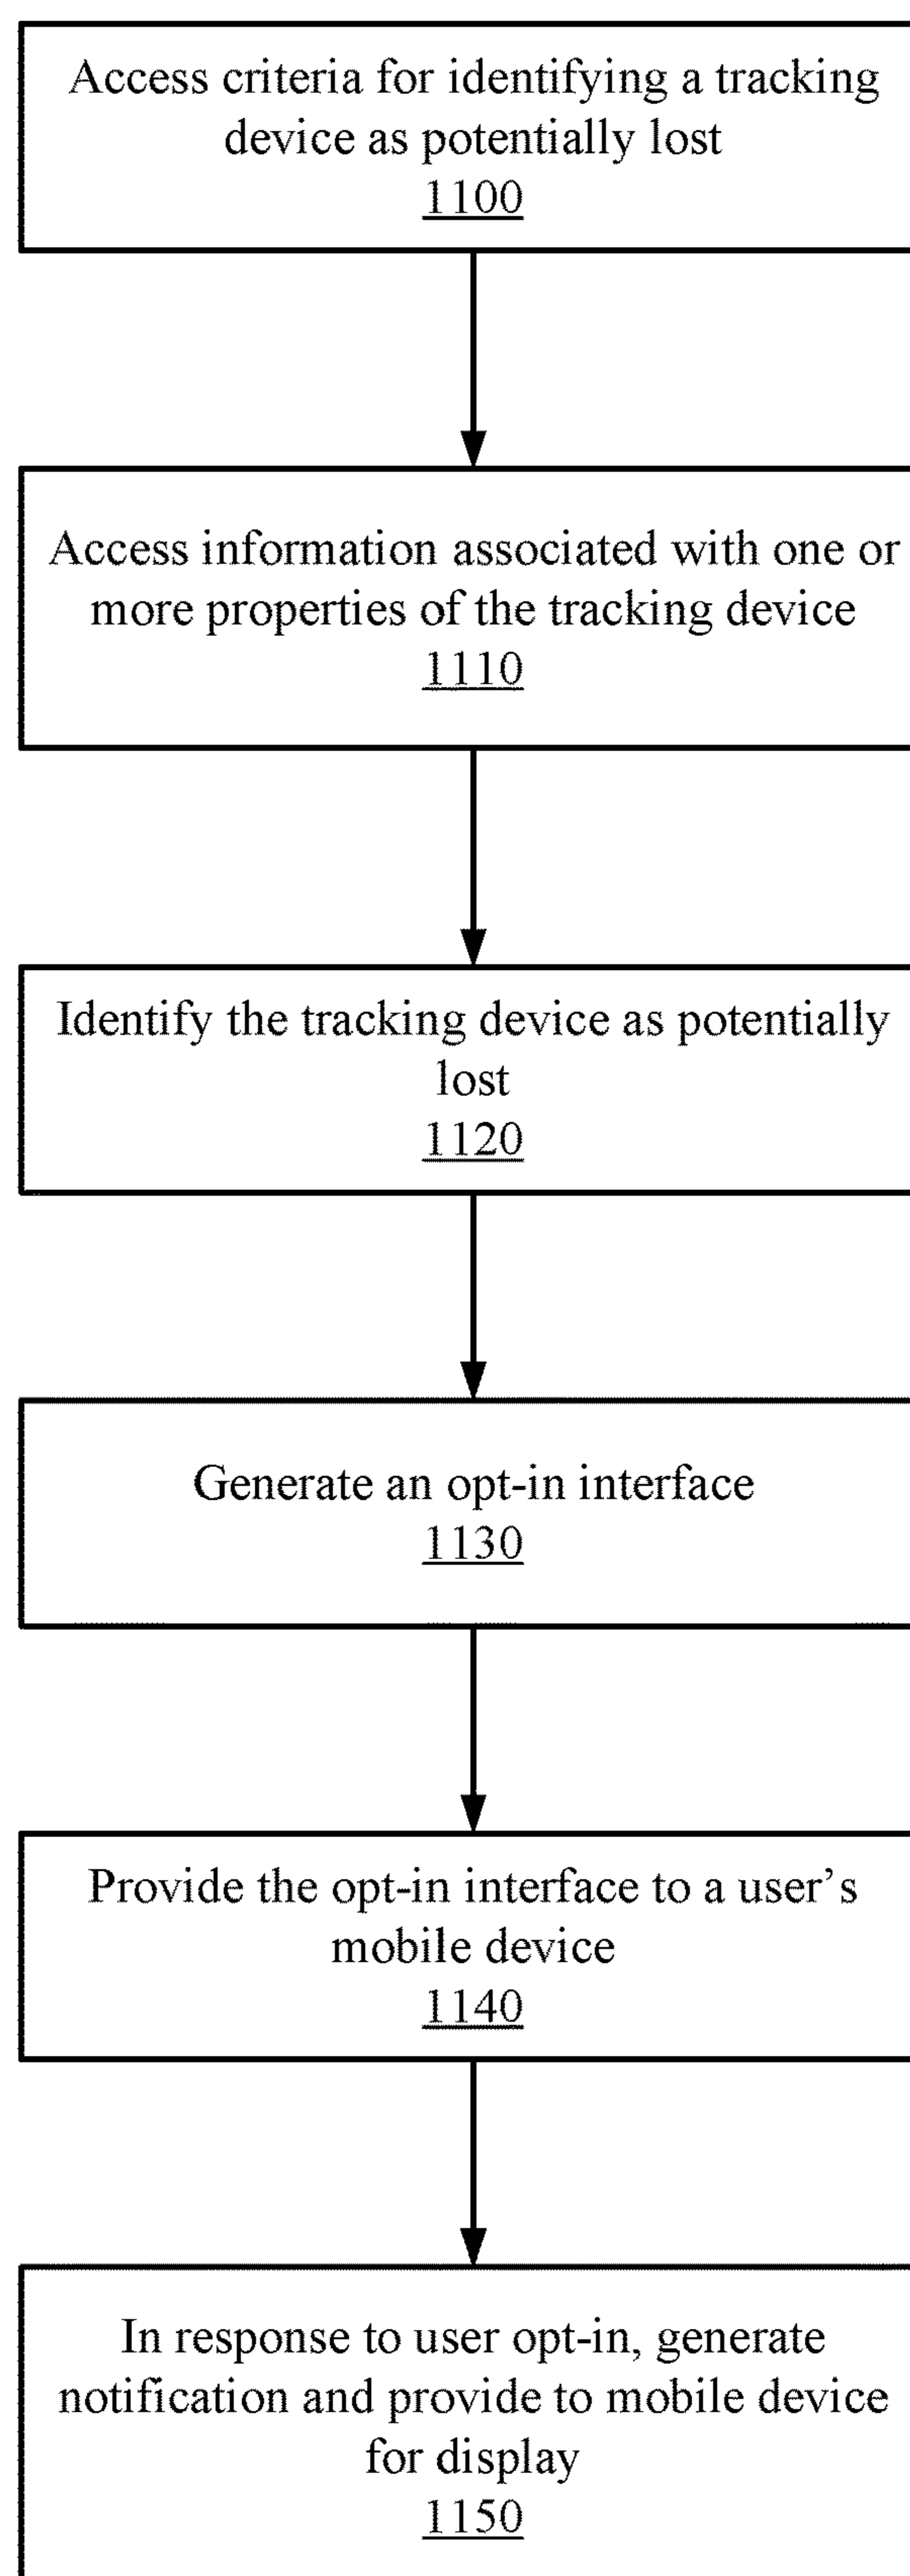 Access criteria for identifying a tracking
device as potentially lost
1100
Access information associated with one or
more properties of the tracking device
1110
Identify the tracking device as potentially
lost
1120
Generate an opt-in interface
1130
Provide the opt-in interface to a user’s
mobile device
1140
In response to user opt-in, generate
notification and provide to mobile device
for display
1150